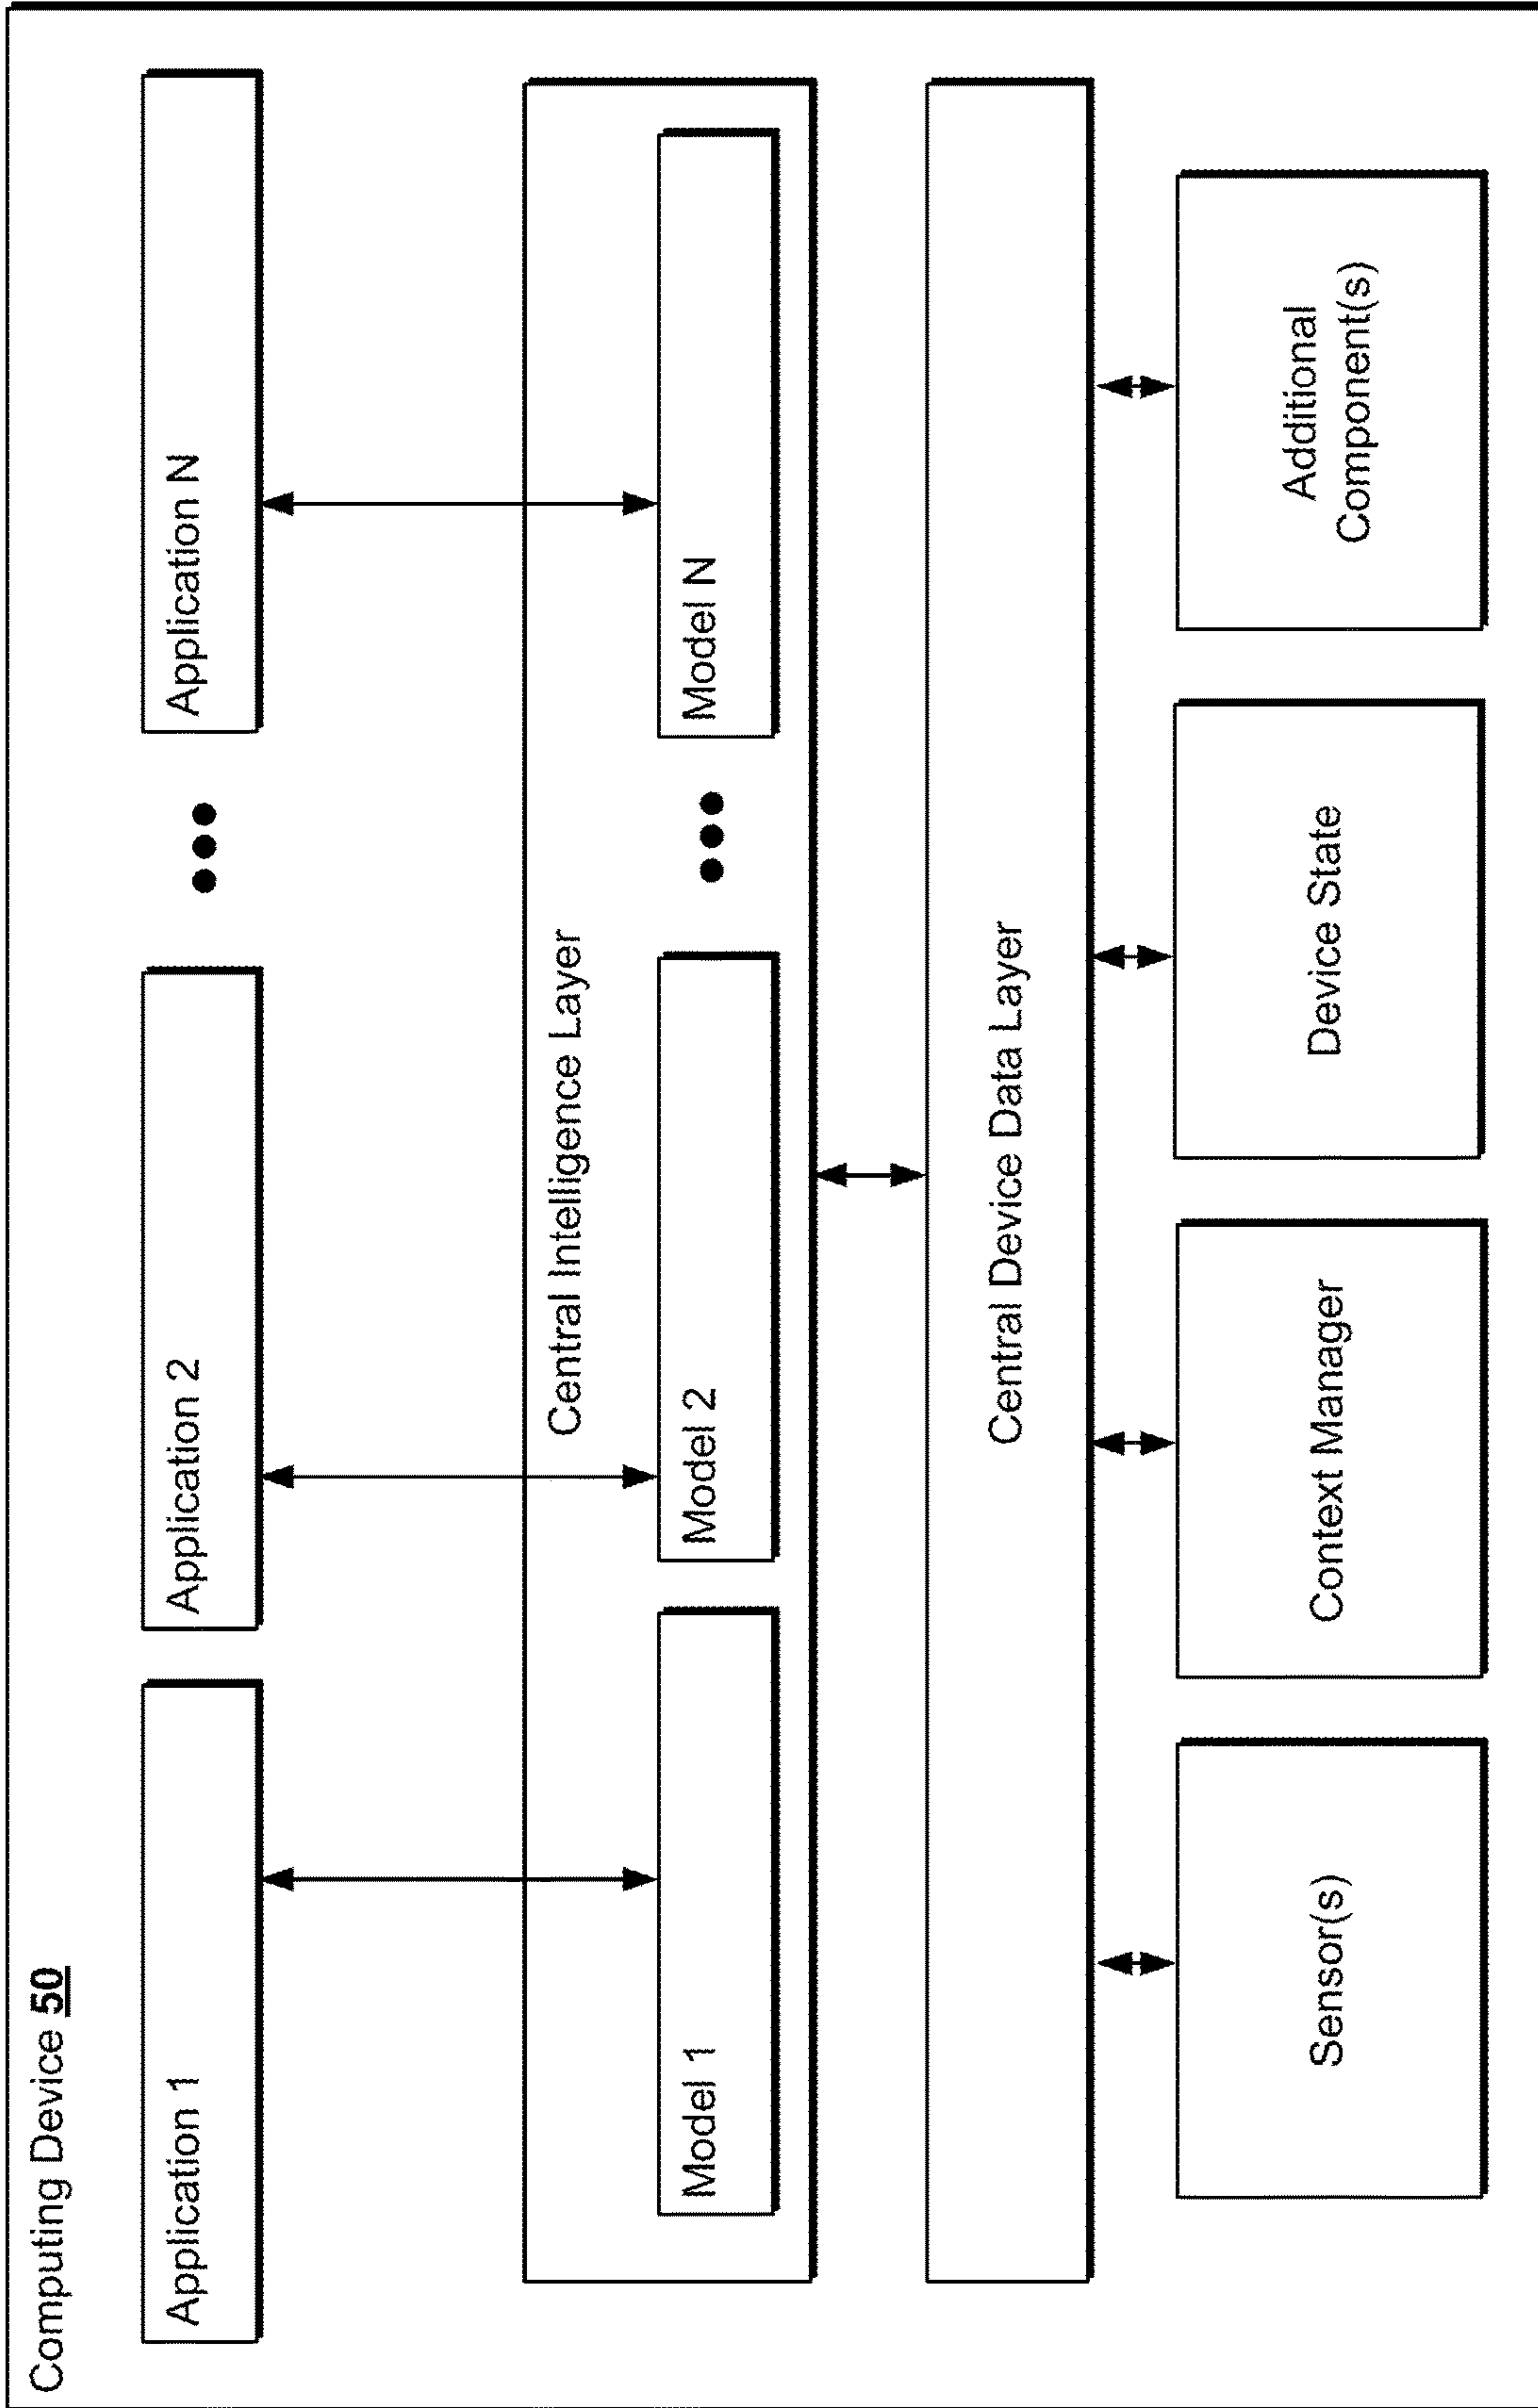 Computing Device 50
Application 1
Application 2
Application N
Central Intelligence Layer
Model 1
Model 2
Model N
Central Device Data Layer
Sensor(s)
Context Manager
Device State
Additional
Component(s)